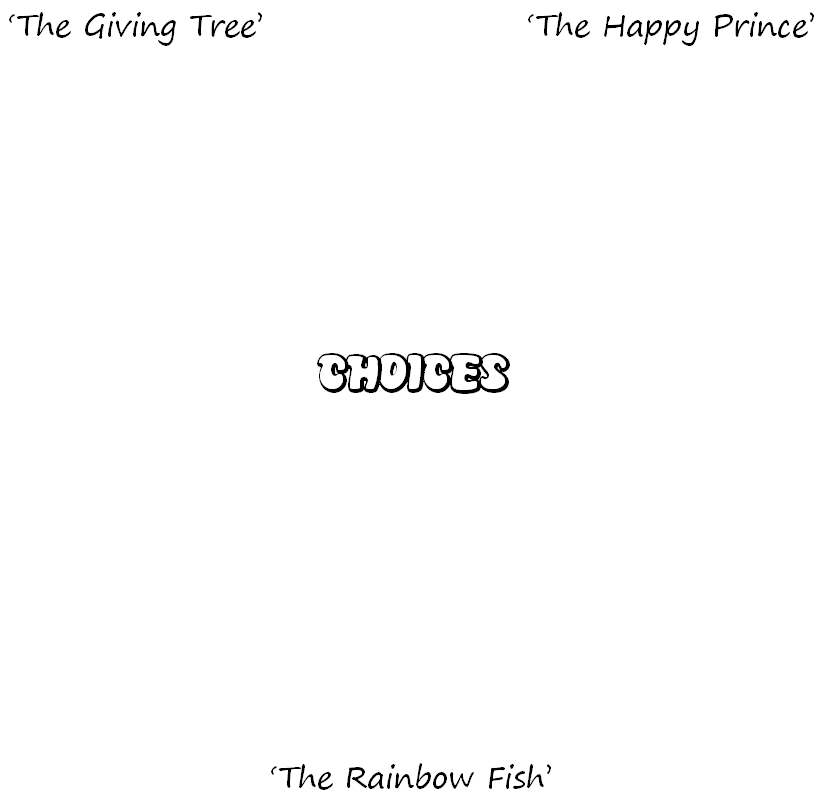 ‘The Giving Tree’
‘The Happy Prince’
CHOICES
‘The Rainbow Fish’